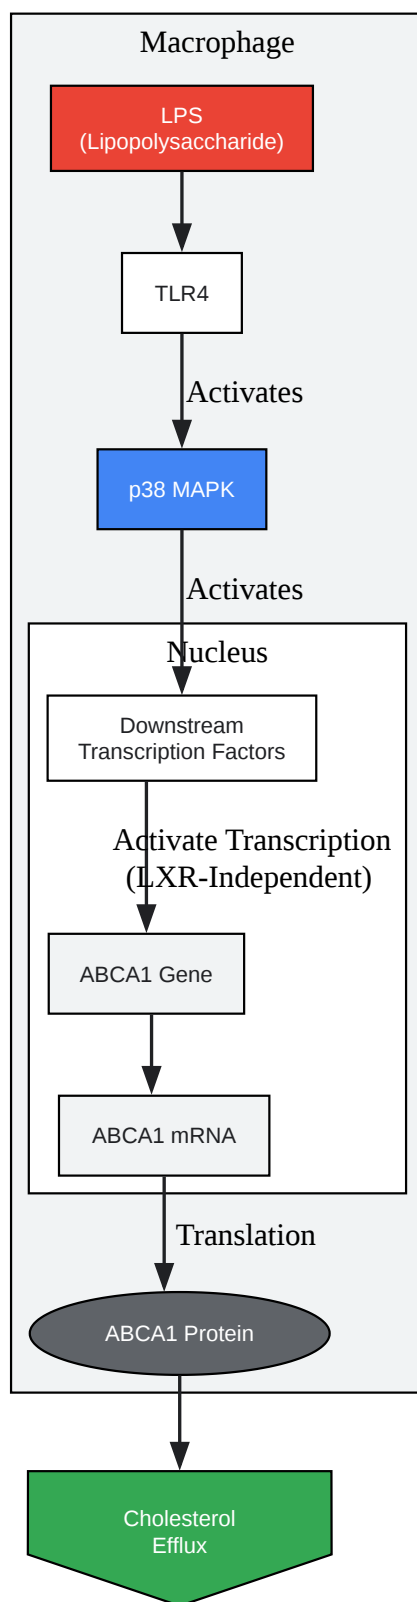 Macrophage
LPS
(Lipopolysaccharide)
TLR4
Activates
p38 MAPK
Activates
Nucleus
Downstream
Transcription Factors
Activate Transcription
(LXR-Independent)
ABCA1 Gene
ABCA1 mRNA
Translation
ABCA1 Protein
Cholesterol
Efflux